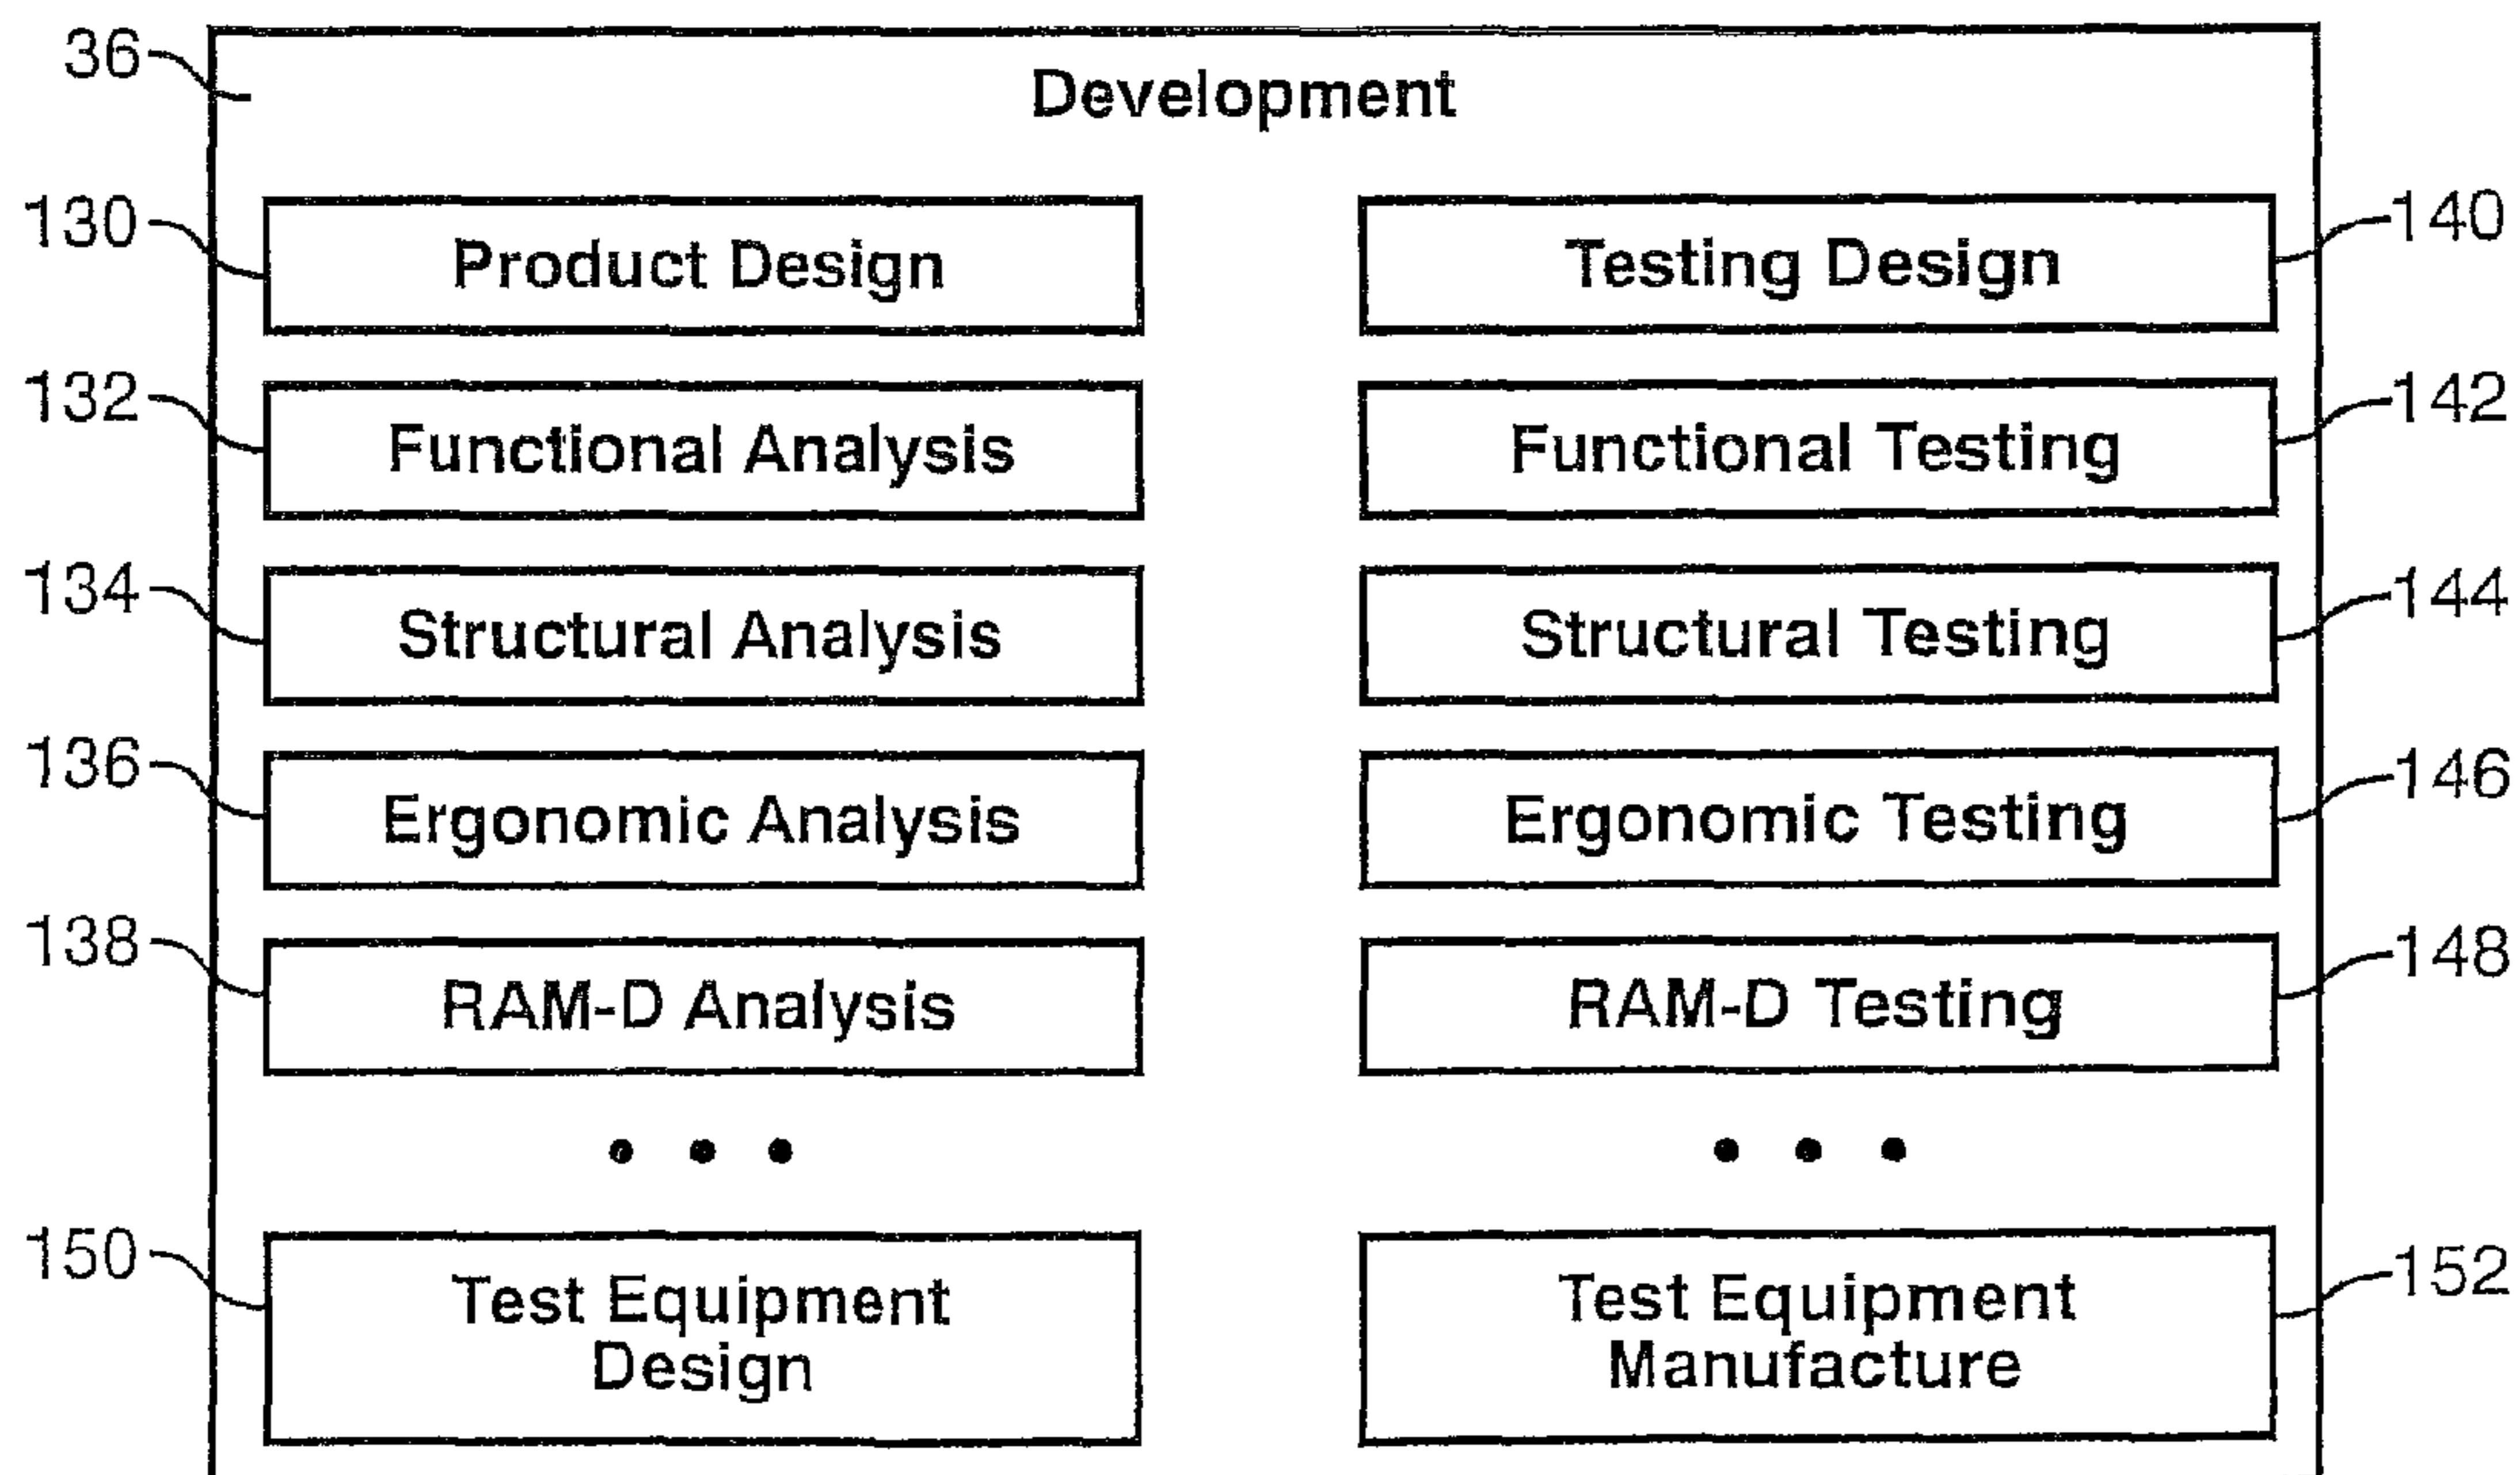 36
Development
130
Product Design
Testing Design
140
132
Functional Analysis
Functional Testing
142
134
Structural Analysis
Structural Testing
144
136
Ergonomic Analysis
Ergonomic Testing
146
138
RAM-D Analysis
RAM-D Testing
148
• • •
• • •
150
Test Equipment
Design
Test Equipment
Manufacture
152